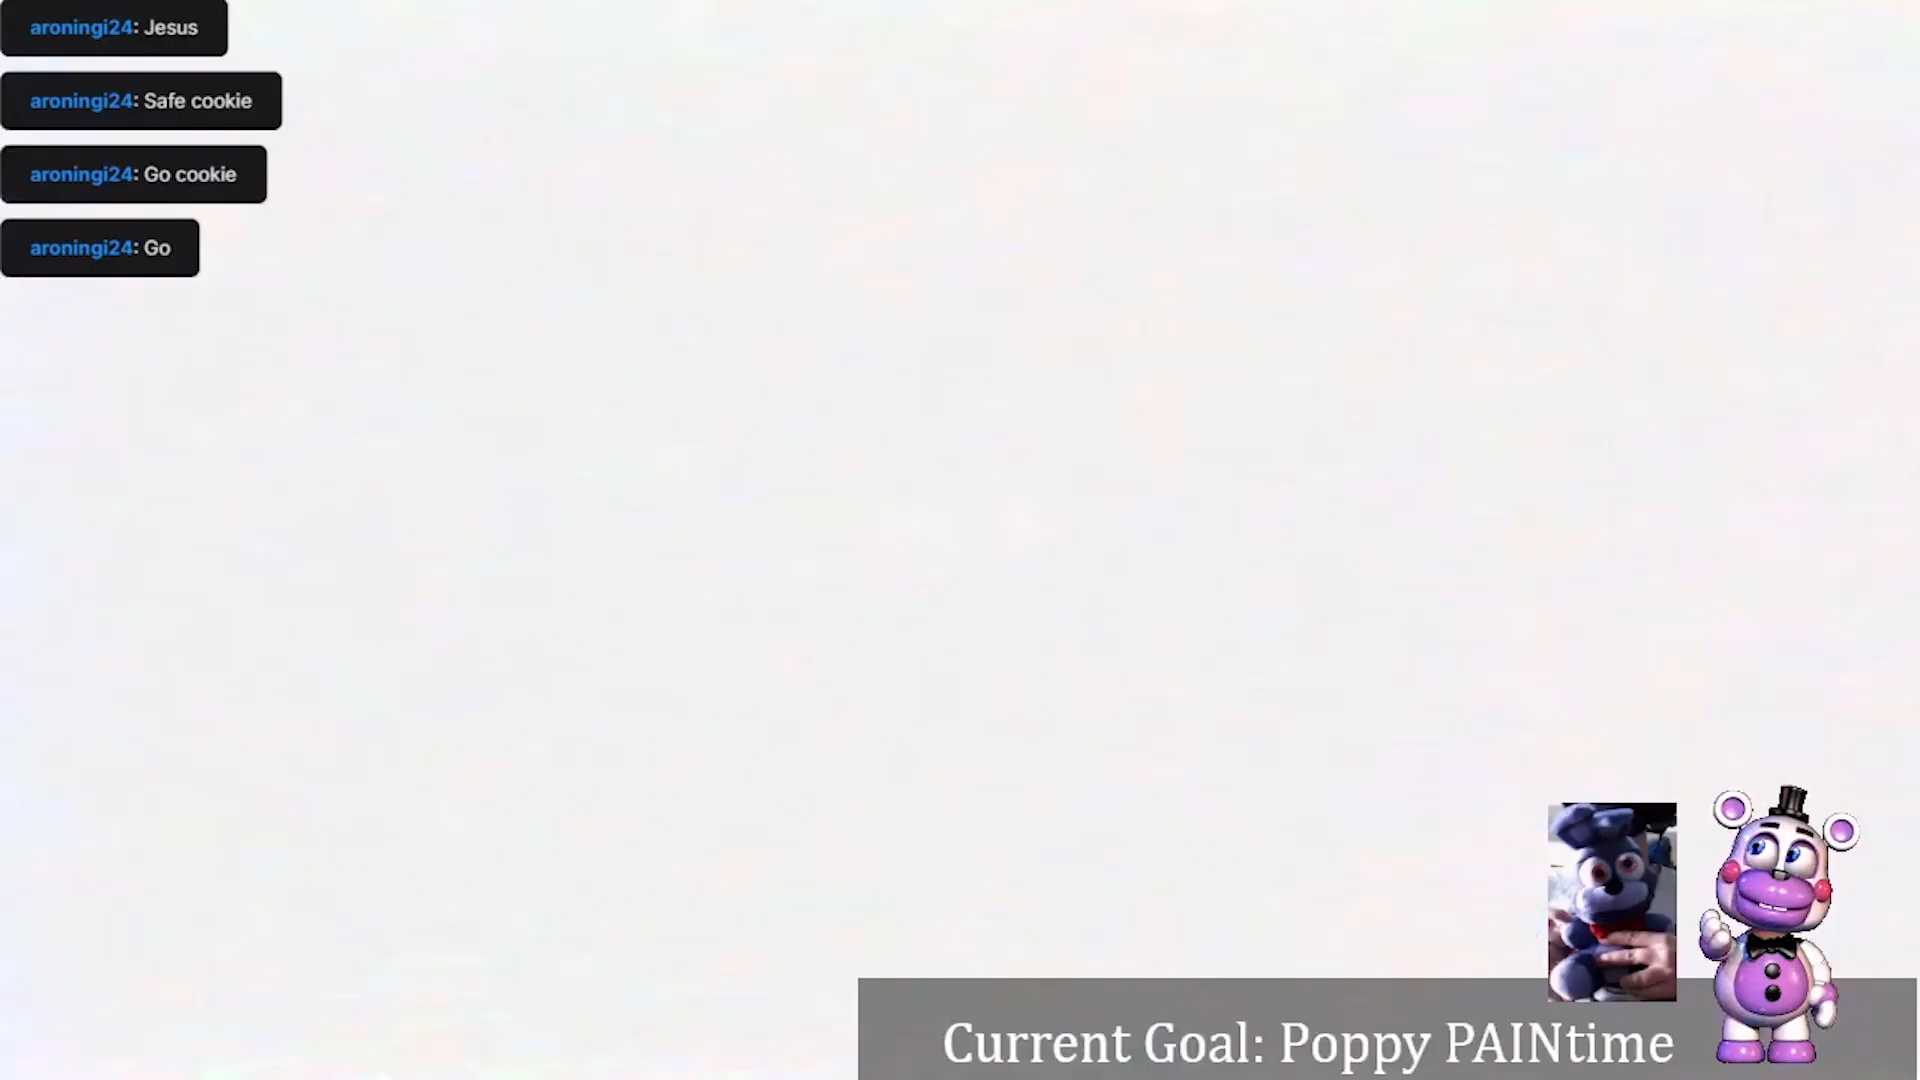 aroningi24: Jesus
aroningi24: Safe cookie
aroningi24: Go cookie
aroningi24: Go
Current Goal: Poppy PAINtime